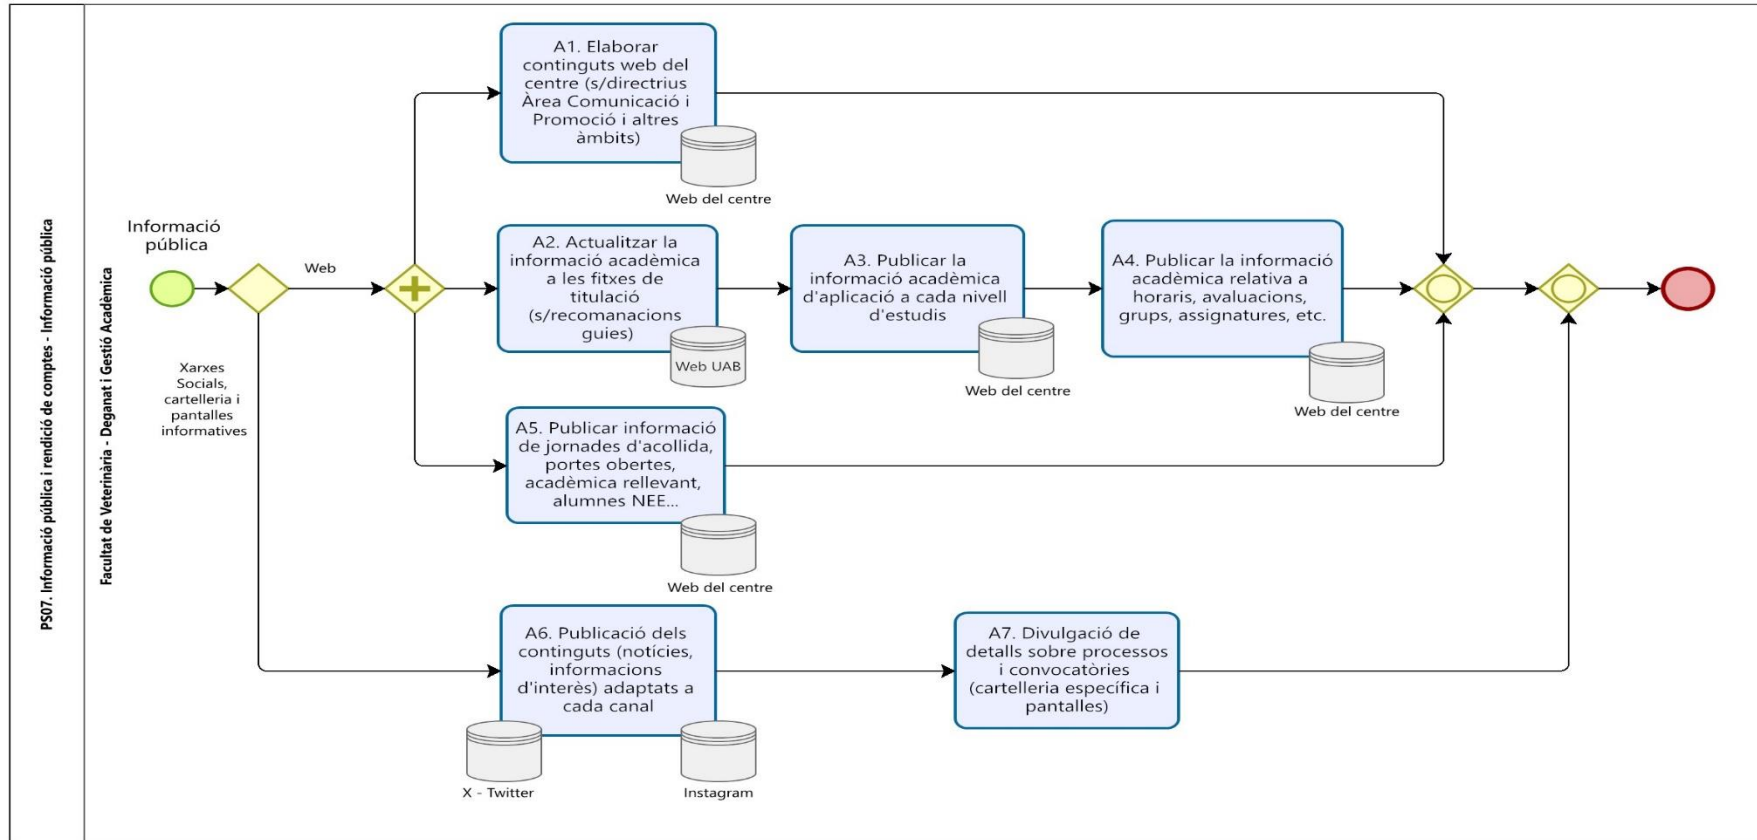 PS07. Informació pública i rendició de comptes - Informació pública
Facultat de Veterinària - Deganat i Gestió Acadèmica
Informació
pública
Web
Xarxes
Socials,
cartelleria i
pantalles
informatives
A1. Elaborar
continguts web del
centre (s/directrius
Àrea Comunicació i
Promoció i altres
àmbits)
Web del centre
A2. Actualitzar la
informació acadèmica
a les fitxes de
titulació
(s/recomanacions
guies)
Web UAB
A3. Publicar la
informació acadèmica
d'aplicació a cada nivell
d'estudis
Web del centre
A4. Publicar la informació
acadèmica relativa a
horaris, avaluacions,
grups, assignatures, etc.
Web del centre
A5. Publicar informació
de jornades d'acollida,
portes obertes,
acadèmica rellevant,
alumnes NEE...
Web del centre
A6. Publicació dels
continguts (notícies,
informacions
d'interès) adaptats a
cada canal
X - Twitter
Instagram
A7. Divulgació de
detalls sobre processos
i convocatòries
(cartelleria específica i
pantalles)